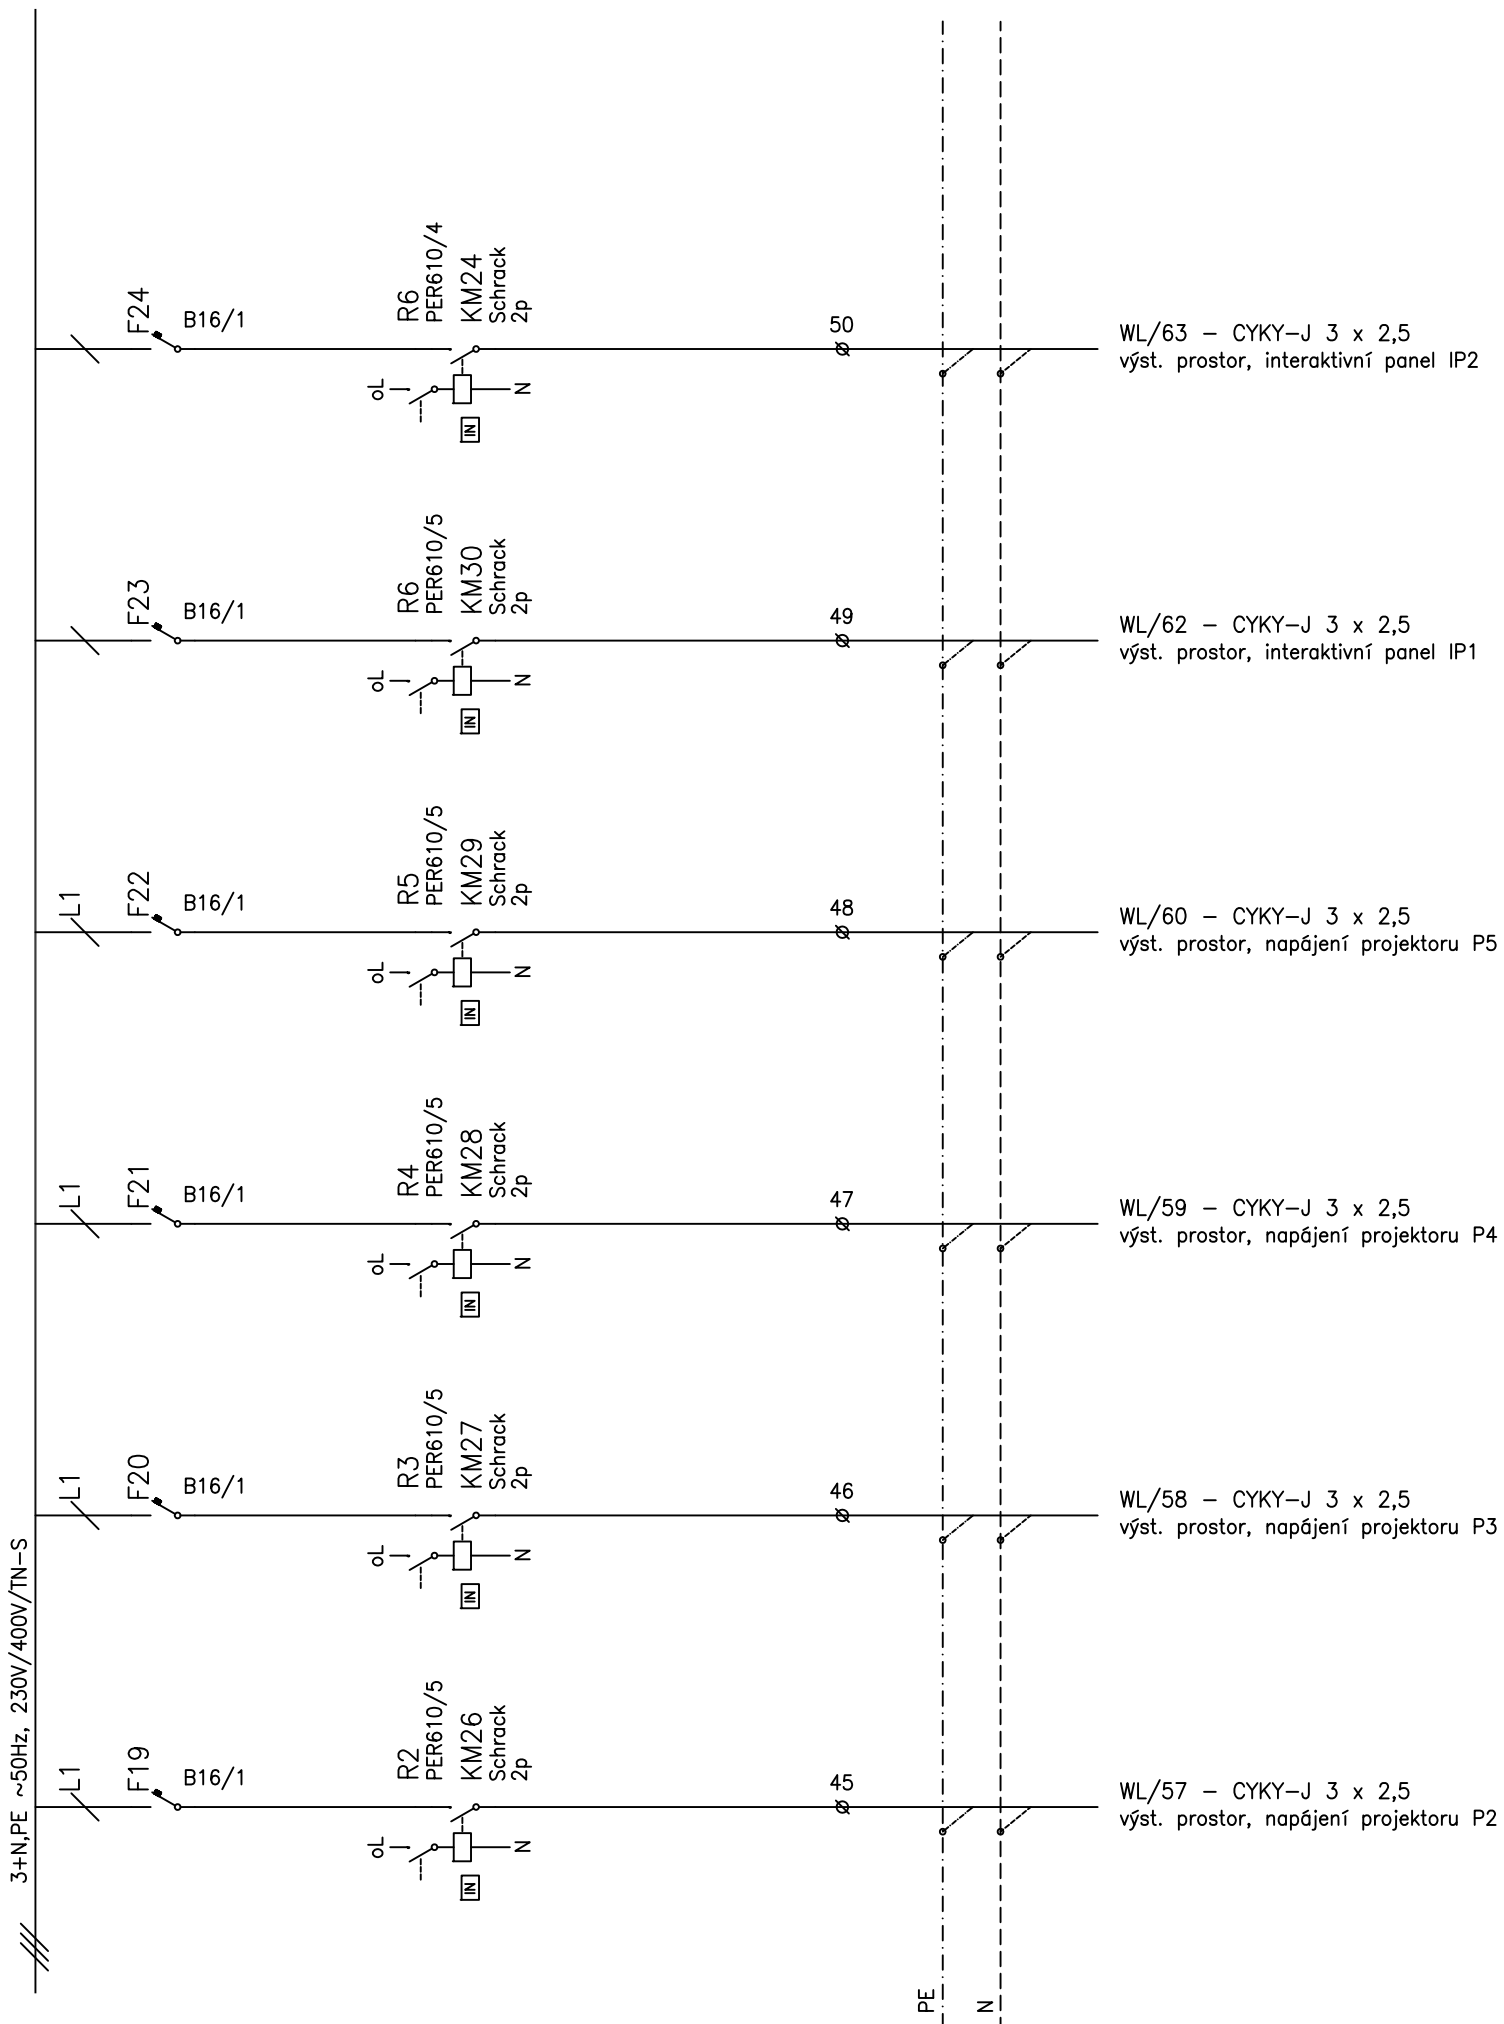 F24
B16/1
R6
PER610/4
KM24
Schrack
2p
oL
N
IN
50
WL/63 – CYKY–J 3 x 2,5
výst. prostor, interaktivní panel IP2
F23
B16/1
R6
PER610/5
KM30
Schrack
2p
oL
N
IN
49
WL/62 – CYKY–J 3 x 2,5
výst. prostor, interaktivní panel IP1
L1
F22
B16/1
R5
PER610/5
KM29
Schrack
2p
oL
N
IN
48
WL/60 – CYKY–J 3 x 2,5
výst. prostor, napájení projektoru P5
L1
F21
B16/1
R4
PER610/5
KM28
Schrack
2p
oL
N
IN
47
WL/59 – CYKY–J 3 x 2,5
výst. prostor, napájení projektoru P4
L1
F20
B16/1
R3
PER610/5
KM27
Schrack
2p
oL
N
IN
46
WL/58 – CYKY–J 3 x 2,5
výst. prostor, napájení projektoru P3
3+N,PE ~50Hz, 230V/400V/TN–S
L1
F19
B16/1
R2
PER610/5
KM26
Schrack
2p
oL
N
IN
45
WL/57 – CYKY–J 3 x 2,5
výst. prostor, napájení projektoru P2
PE
N